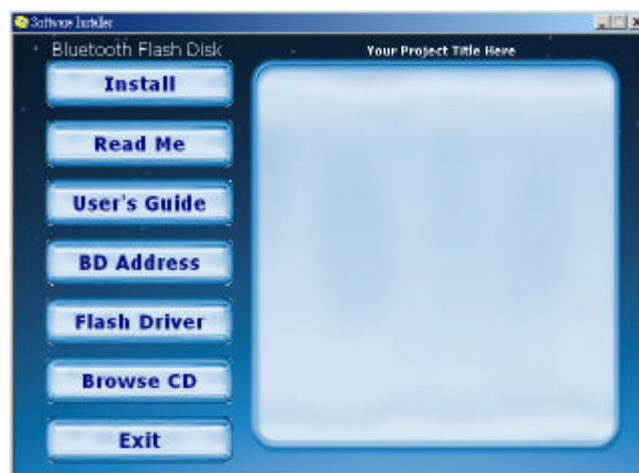 Software Installer
Bluetooth Flash Disk
Your Project Title Here
Install
Read Me
User's Guide
BD Address
Flash Driver
Browse CD
Exit